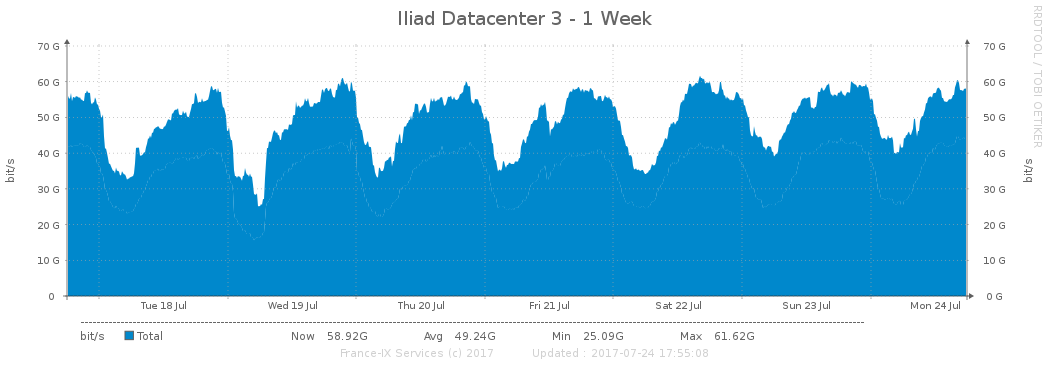 Iliad Datacenter 3 - 1 Week
RRDTOOL / TOBI OETIKER
70 G 70 G
60 G 60 G
50 G 50 G
40 G 40 G
30 G 30 G
20 G 20 G
10 G 10 G
0 0 G
bit/s bit/s
Tue 18 Jul Wed 19 Jul Thu 20 Jul Fri 21 Jul Sat 22 Jul Sun 23 Jul Mon 24 Jul
bit/s Total Now 58.92G Avg 49.24G Min 25.09G Max 61.62G
France-IX Services (c) 2017 Updated : 2017-07-24 17:55:08